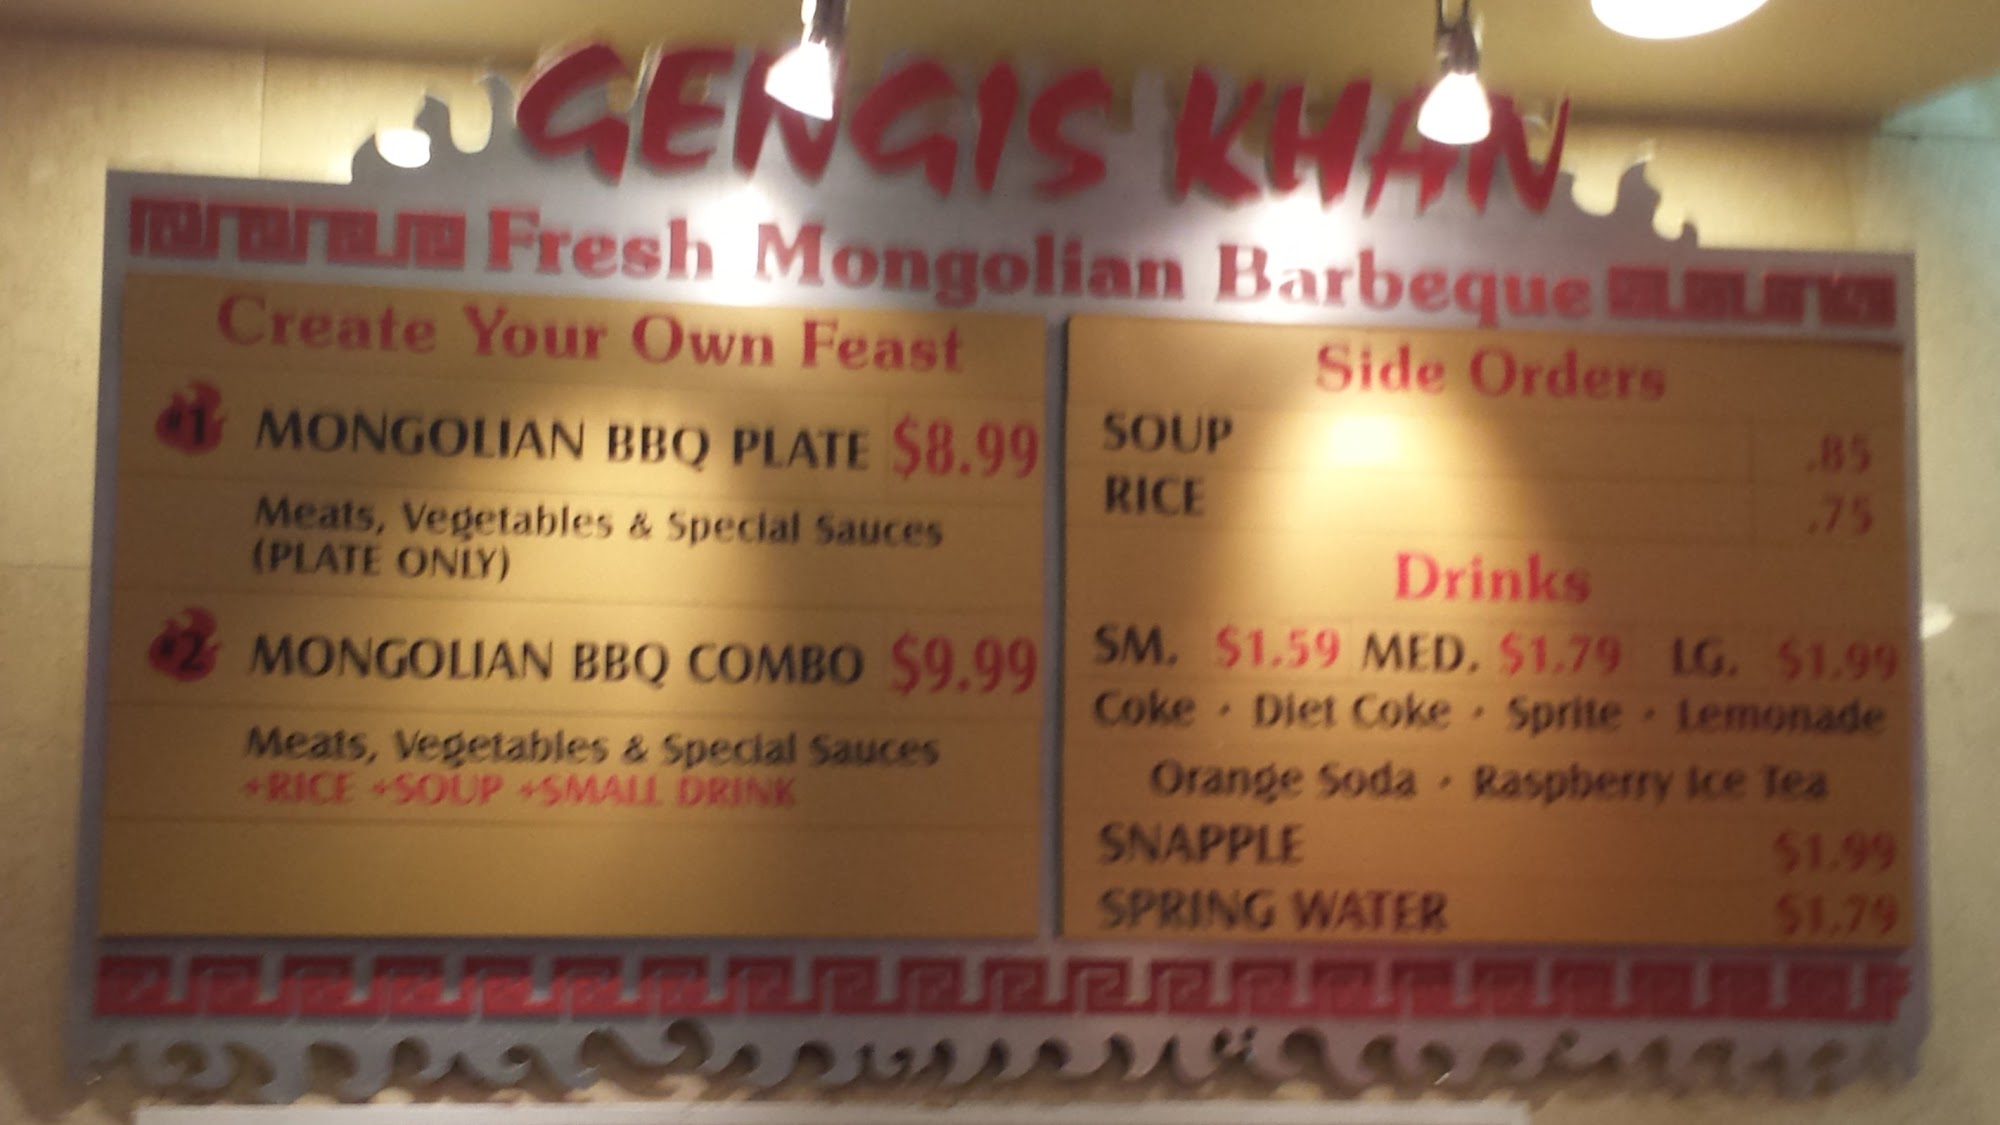 GENGIS KHAN
Fresh Mongolian Barbeque
Create Your Own Feast
#1 MONGOLIAN BBQ PLATE $8.99
Meats, Vegetables & Special Sauces
(PLATE ONLY)
#2 MONGOLIAN BBQ COMBO $9.99
Meats, Vegetables & Special Sauces
+RICE +SOUP +SMALL DRINK
Side Orders
SOUP .85
RICE .75
Drinks
SM. $1.59 MED. $1.79 LG. $1.99
Coke · Diet Coke · Sprite · Lemonade
Orange Soda · Raspberry Ice Tea
SNAPPLE $1.99
SPRING WATER $1.79